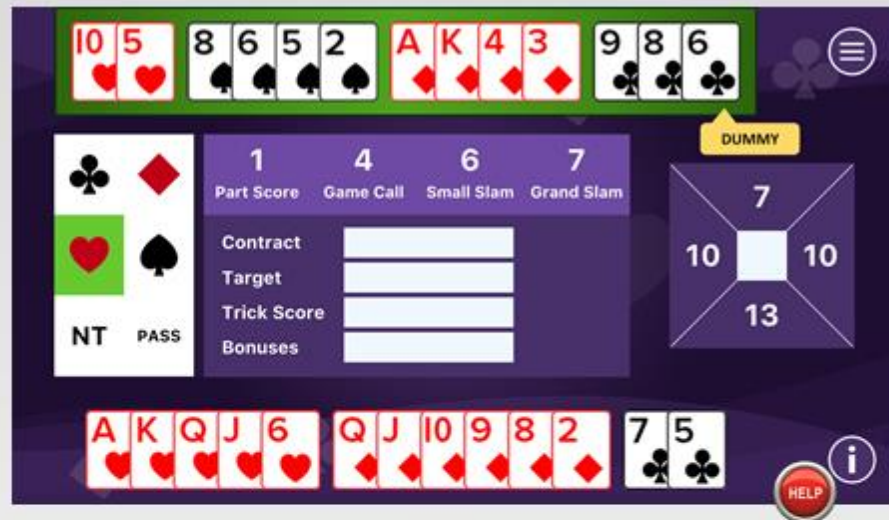 10 5 8 6 5 2 A K 4 3 9 8 6
DUMMY
1 4 6 7
Part Score Game Call Small Slam Grand Slam
Contract
Target
Trick Score
Bonuses
NT PASS
7
10 10
13
A K Q J 6 Q J 10 9 8 2 7 5
i
HELP